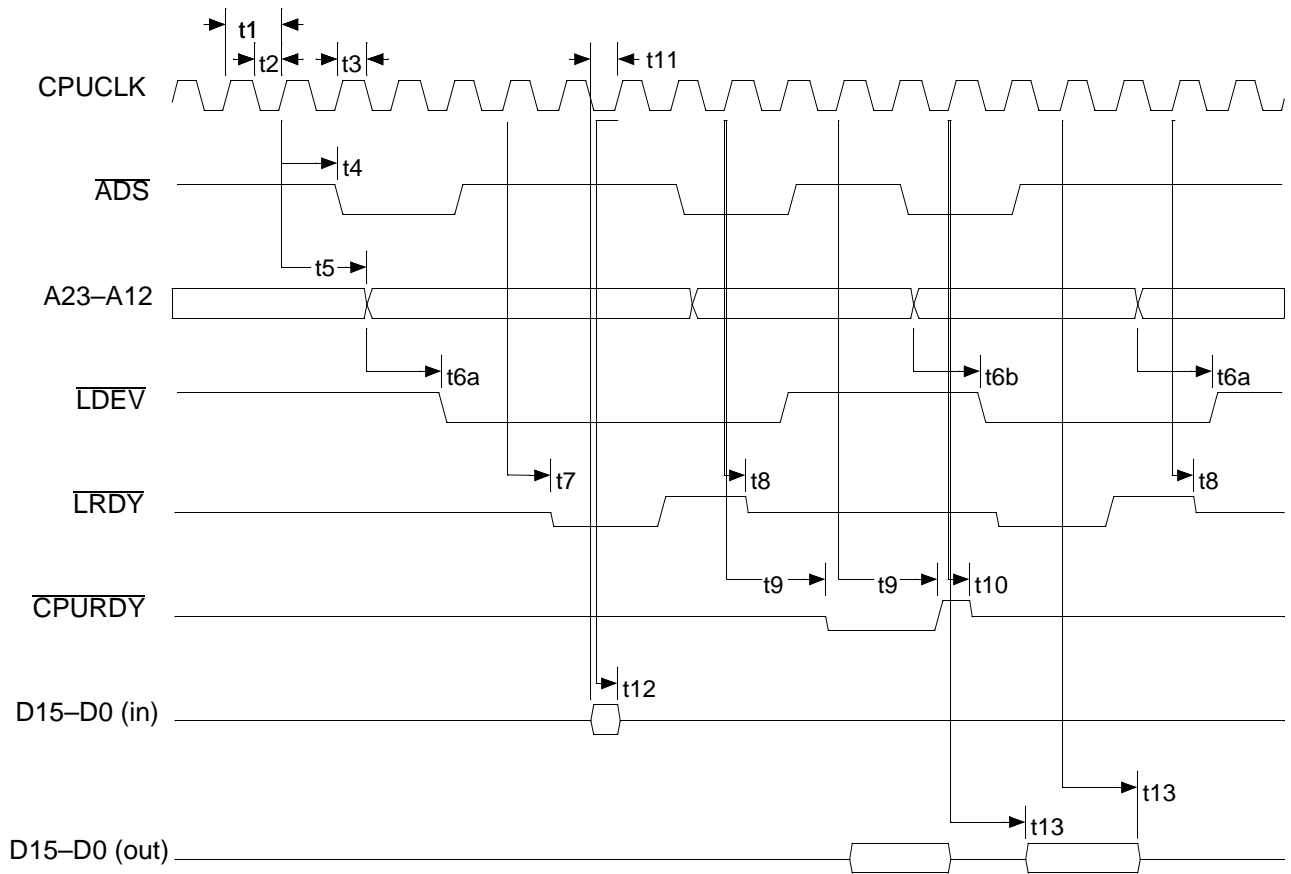 t1
t2 t3 t11
CPUCLK
t4
ADS
t5
A23–A12
t6a t6b t6a
LDEV
t7 t8 t8
LRDY
t9 t9 t10
CPURDY
t12
D15–D0 (in)
t13
t13
D15–D0 (out)